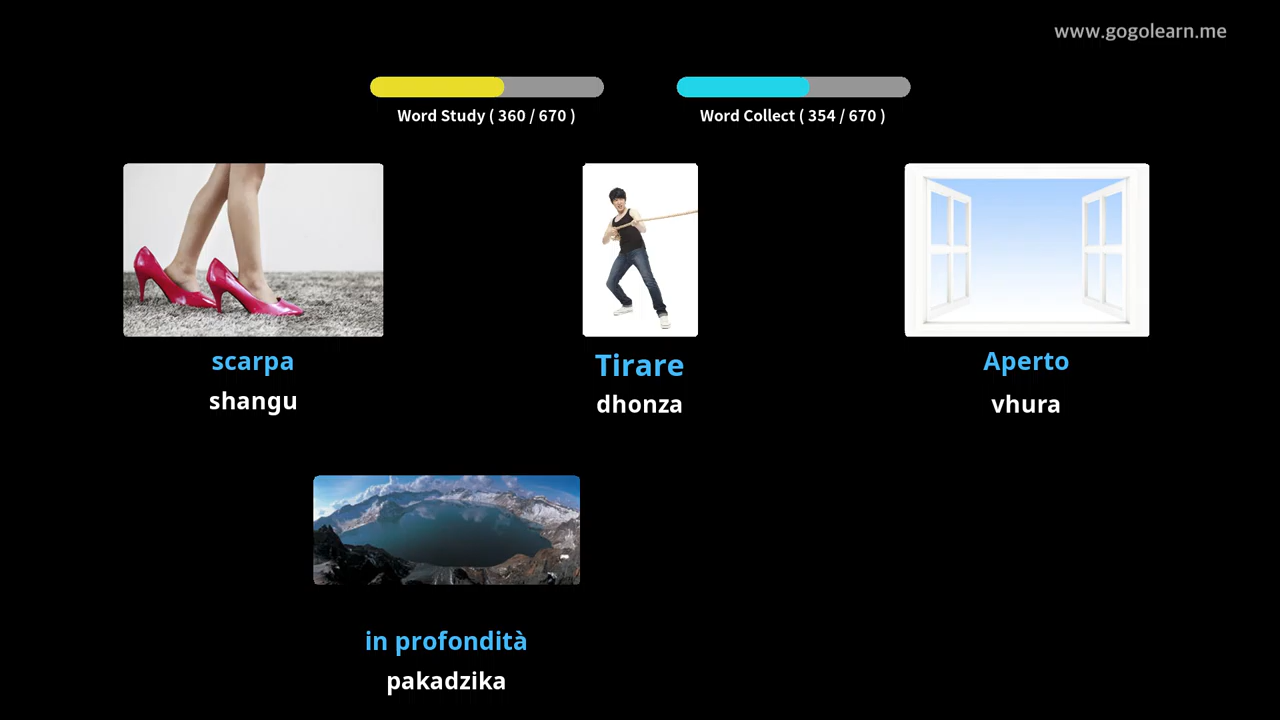 www.gogolearn.me
Word Study ( 360 / 670 )
Word Collect ( 354 / 670 )
scarpa
shangu
Tirare
dhonza
Aperto
vhura
in profondità
pakadzika